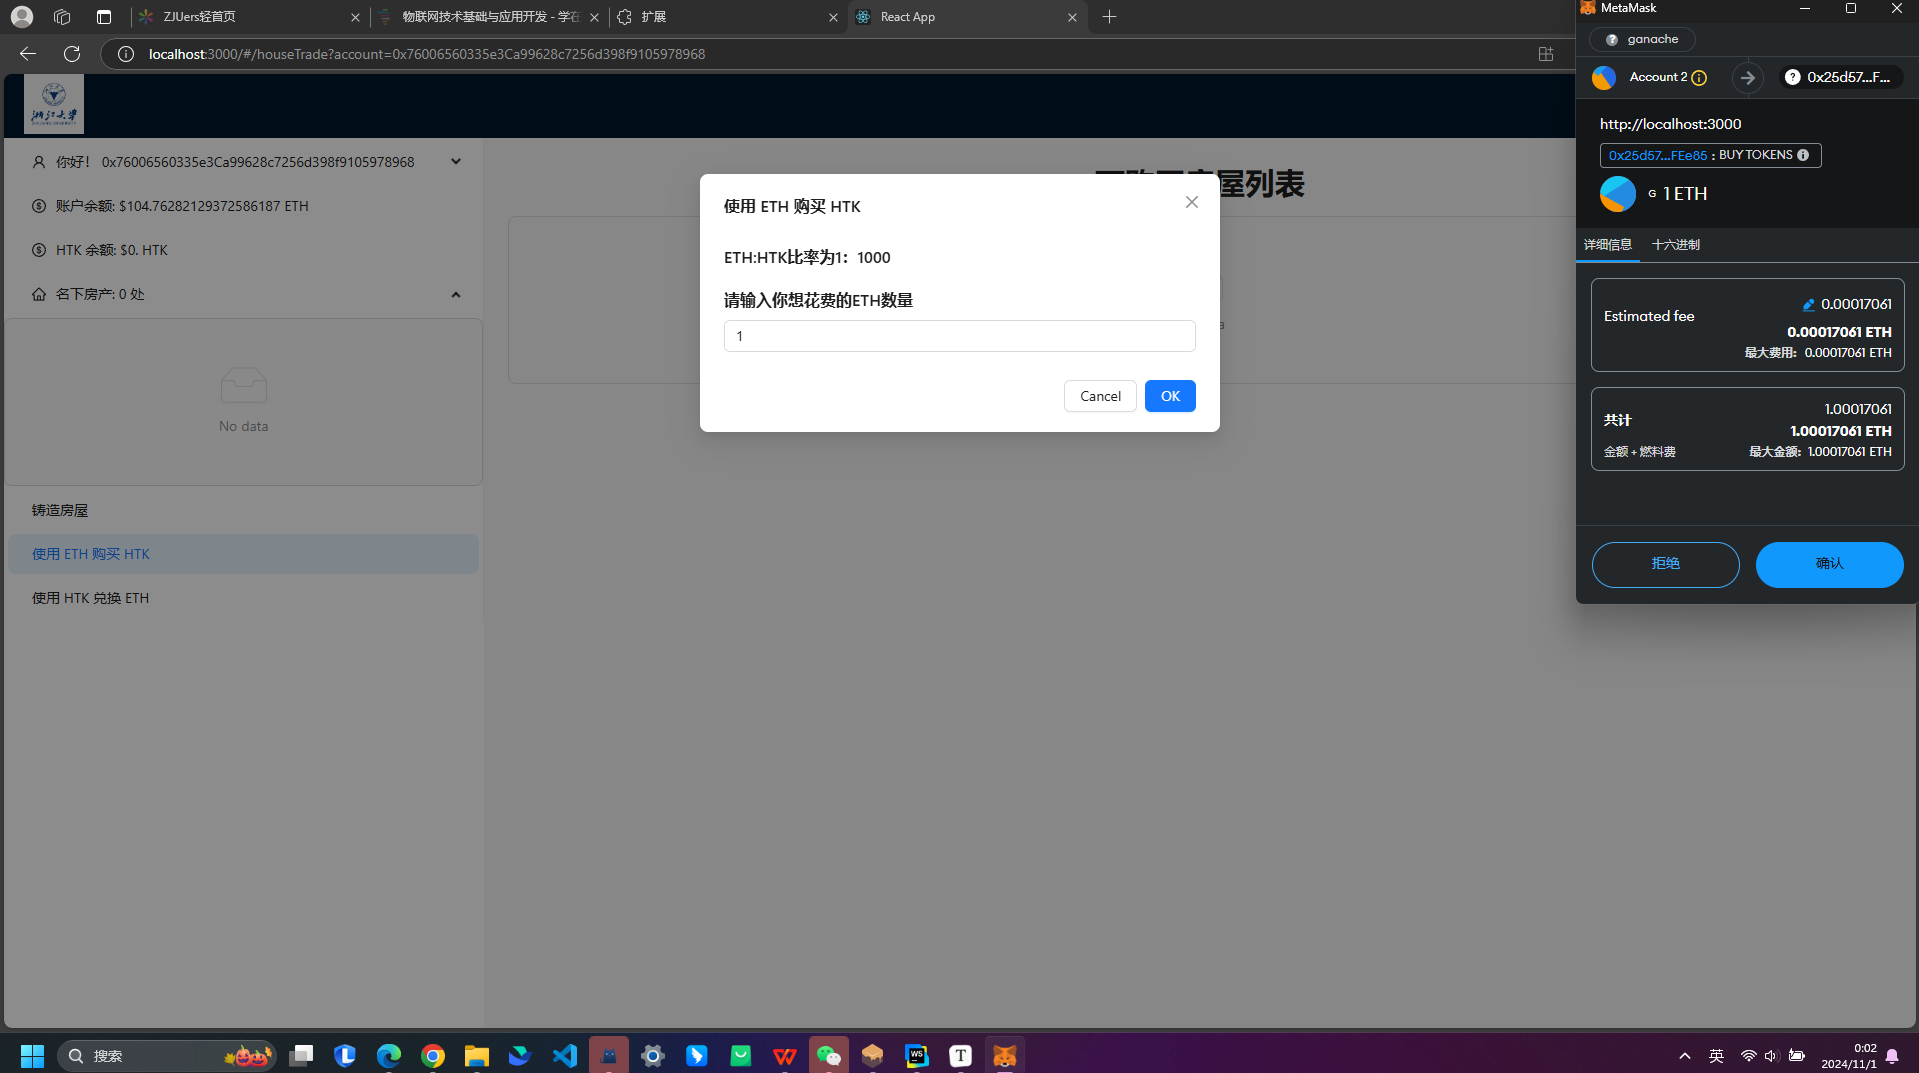 ZJUers轻首页
物联网技术基础与应用开发 - 学在
扩展
React App
localhost:3000/#/houseTrade?account=0x76006560335e3Ca99628c7256d398f9105978968
浙江大学
你好! 0x76006560335e3Ca99628c7256d398f9105978968
账户余额: $104.76282129372586187 ETH
HTK 余额: $0. HTK
名下房产: 0 处
No data
铸造房屋
使用 ETH 购买 HTK
使用 HTK 兑换 ETH
屋列表
使用 ETH 购买 HTK
ETH:HTK比率为1：1000
请输入你想花费的ETH数量
1
Cancel
OK
MetaMask
ganache
Account 2
0x25d57...F...
http://localhost:3000
0x25d57...FEe85 : BUY TOKENS
G 1 ETH
详细信息
十六进制
Estimated fee
0.00017061
0.00017061 ETH
最大费用: 0.00017061 ETH
共计
1.00017061
1.00017061 ETH
金额 + 燃料费
最大金额: 1.00017061 ETH
拒绝
确认
搜索
WS
T
英
0:02
2024/11/1